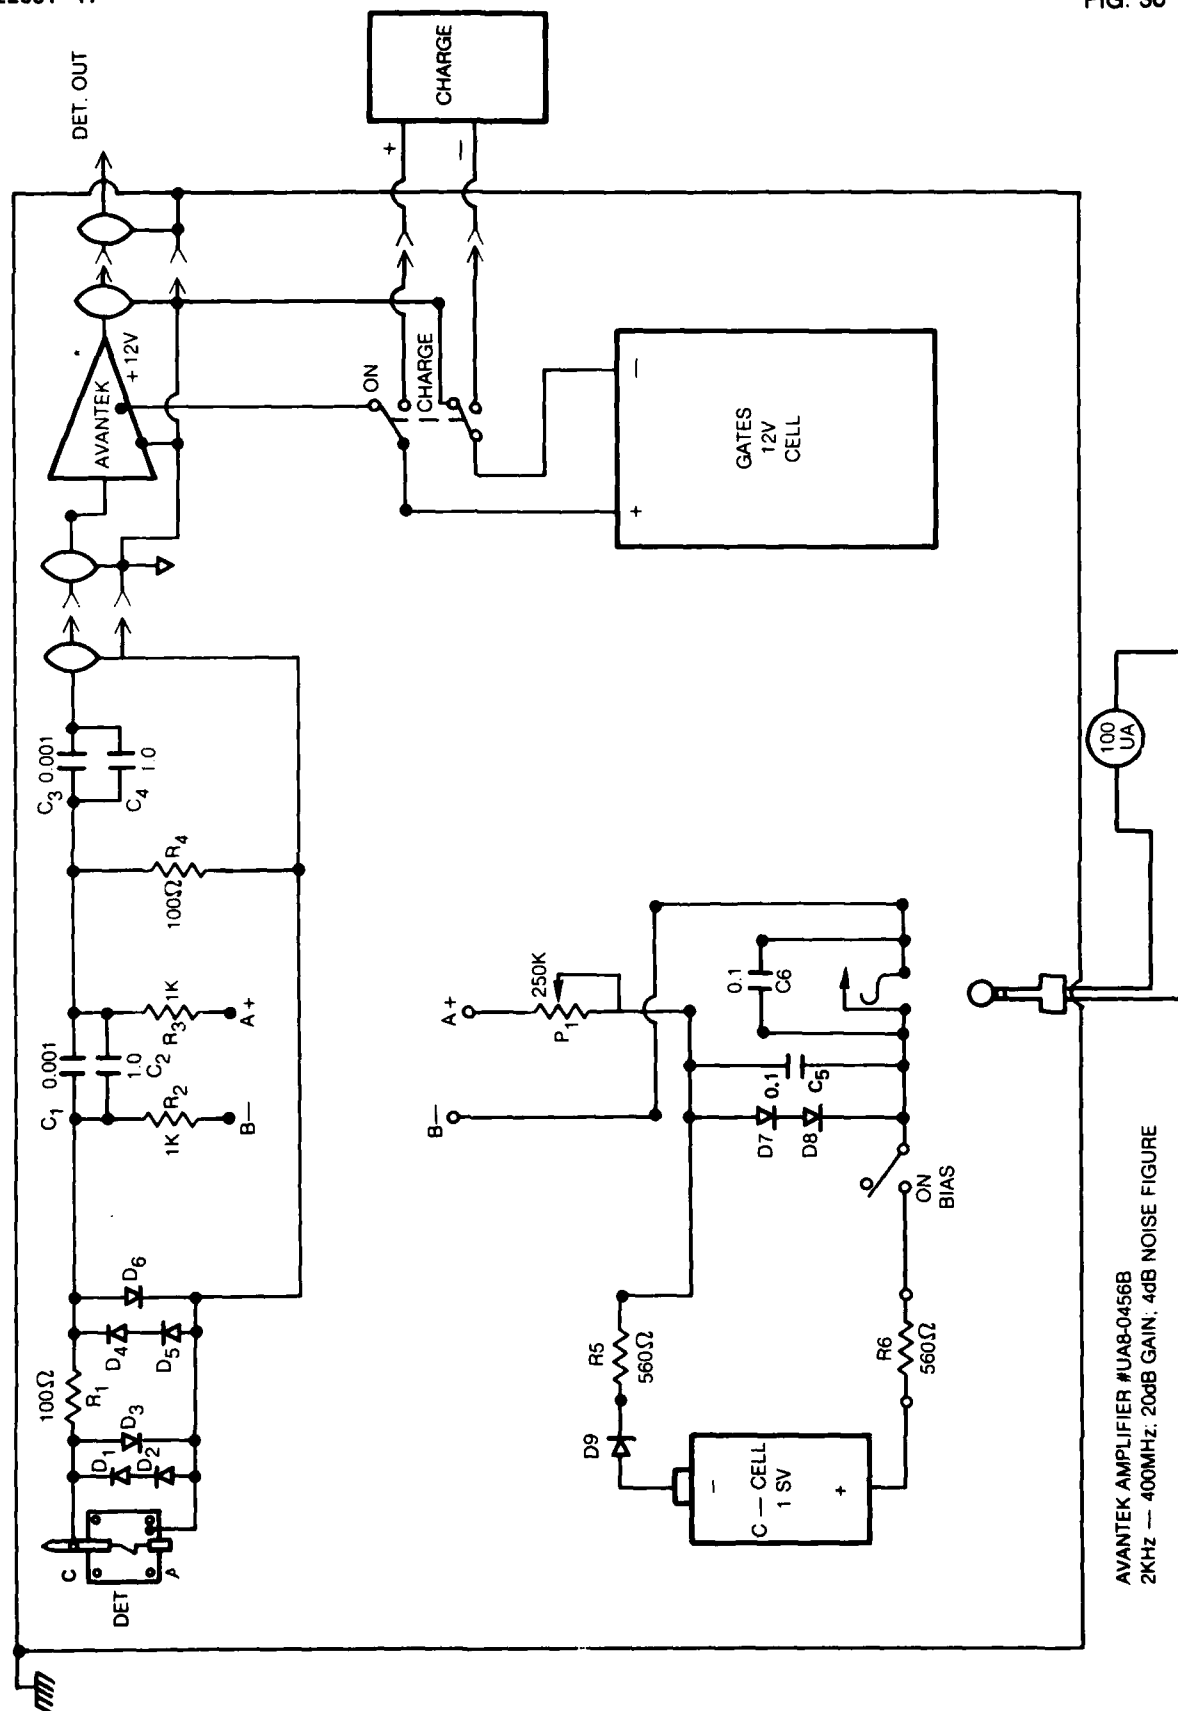 FIG. 30
DET. OUT
CHARGE
+
—
AVANTEK
+ 12V
ON
CHARGE
GATES
12V
CELL
+
—
C3 0.001
C4 1.0
R4
100Ω
C1 0.001
1.0 C2
R2 1K
R3 1K
B—
A+
100Ω
R1
D1
D2
D3
D4
D5
D6
C
A
DET
A+
B—
250K
P1
0.1
C6
0.1
C5
D7
D8
ON
BIAS
R5
560Ω
R6
560Ω
D9
C — CELL
1 SV
—
+
100
UA
AVANTEK AMPLIFIER #UA8-0456B
2KHz — 400MHz; 20dB GAIN; 4dB NOISE FIGURE